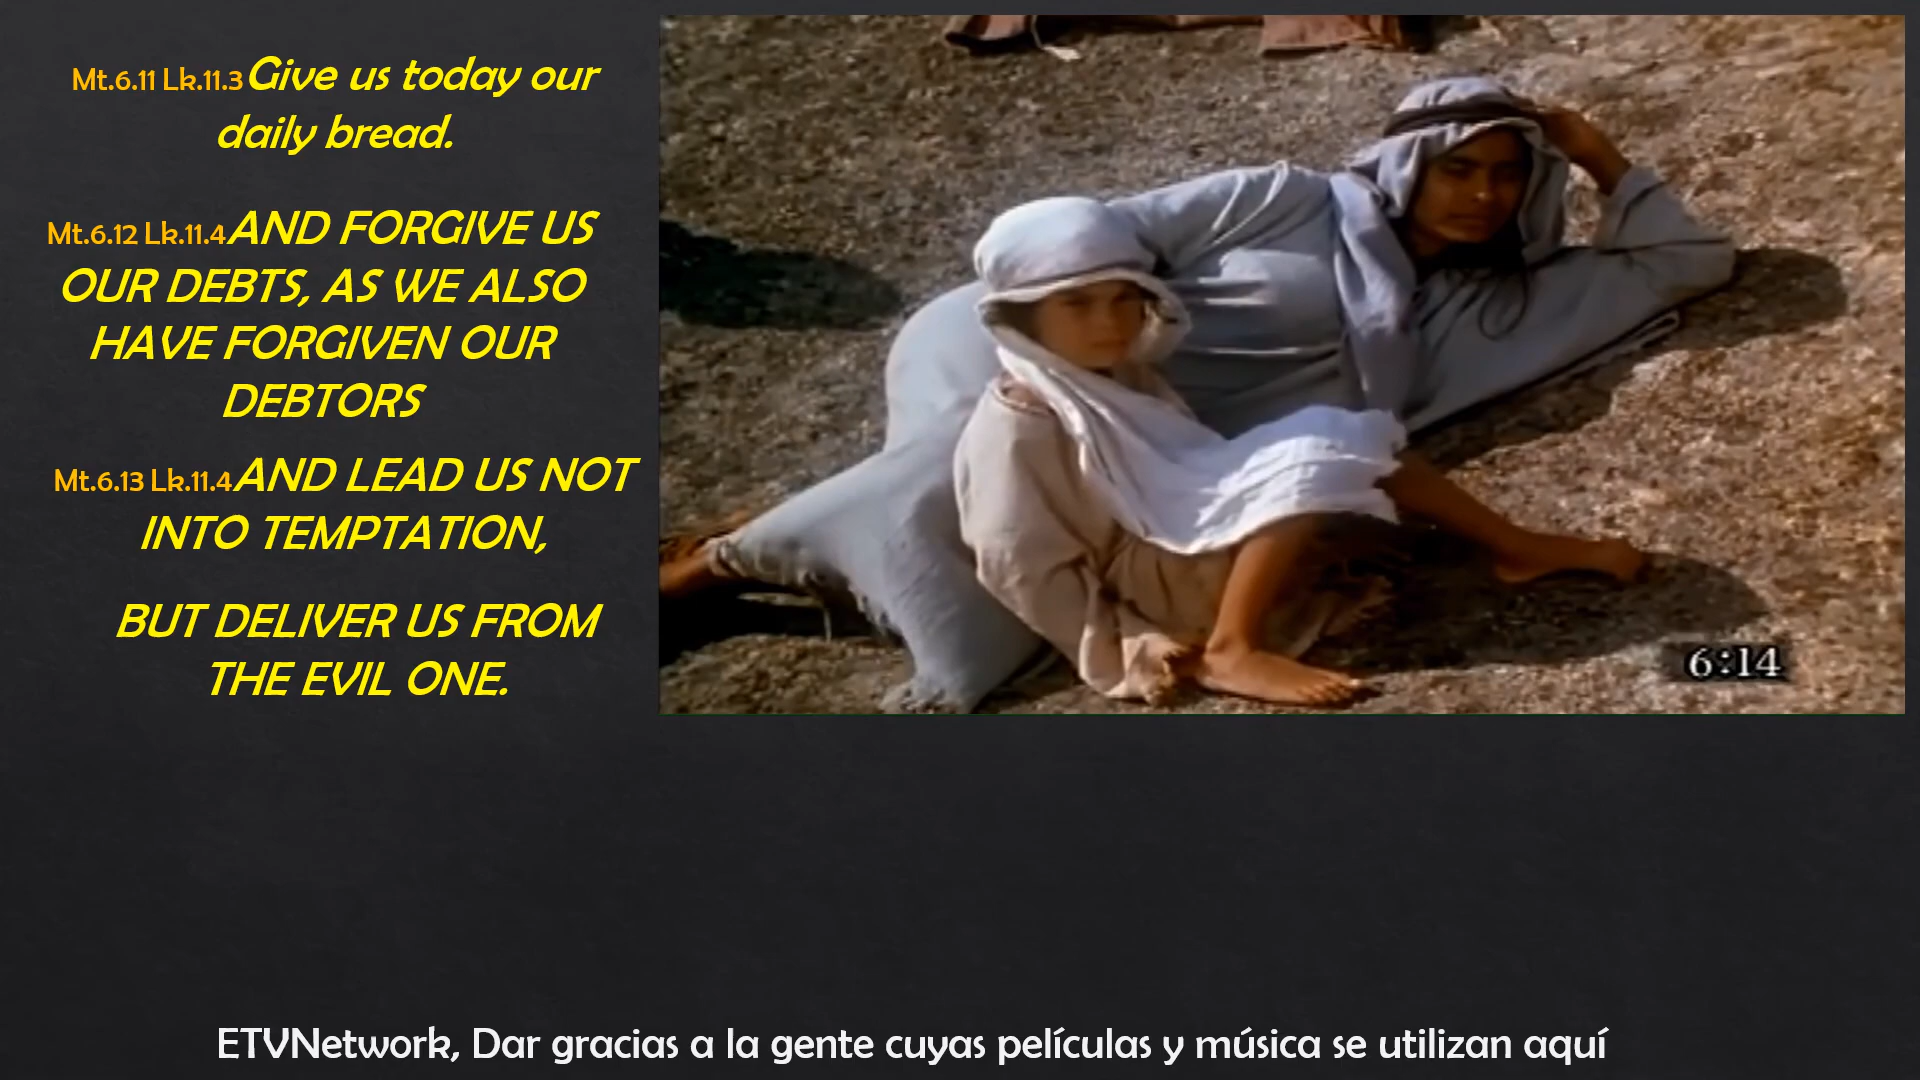 Mt.6.11 Lk.11.3 Give us today our
daily bread.
Mt.6.12 Lk.11.4 AND FORGIVE US
OUR DEBTS, AS WE ALSO
HAVE FORGIVEN OUR
DEBTORS
Mt.6.13 Lk.11.4 AND LEAD US NOT
INTO TEMPTATION,
BUT DELIVER US FROM
THE EVIL ONE.
6:14
ETVNetwork, Dar gracias a la gente cuyas películas y música se utilizan aquí